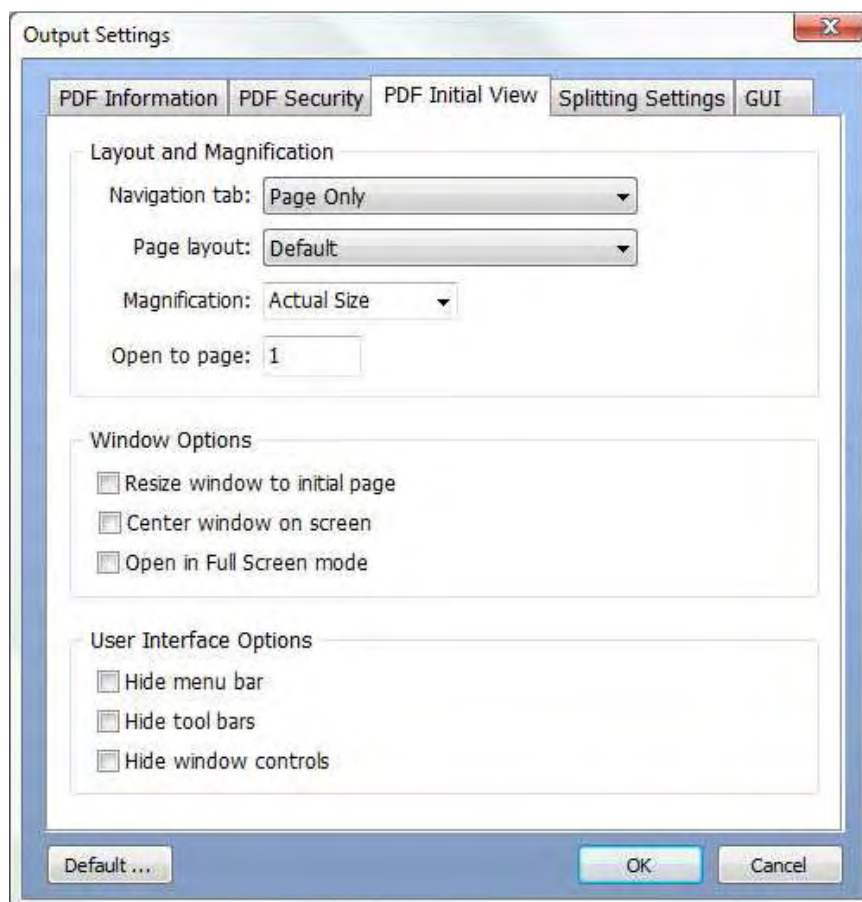 Output Settings
PDF Information PDF Security PDF Initial View Splitting Settings GUI
Layout and Magnification
Navigation tab: Page Only
Page layout: Default
Magnification: Actual Size
Open to page: 1
Window Options
Resize window to initial page
Center window on screen
Open in Full Screen mode
User Interface Options
Hide menu bar
Hide tool bars
Hide window controls
Default ... OK Cancel